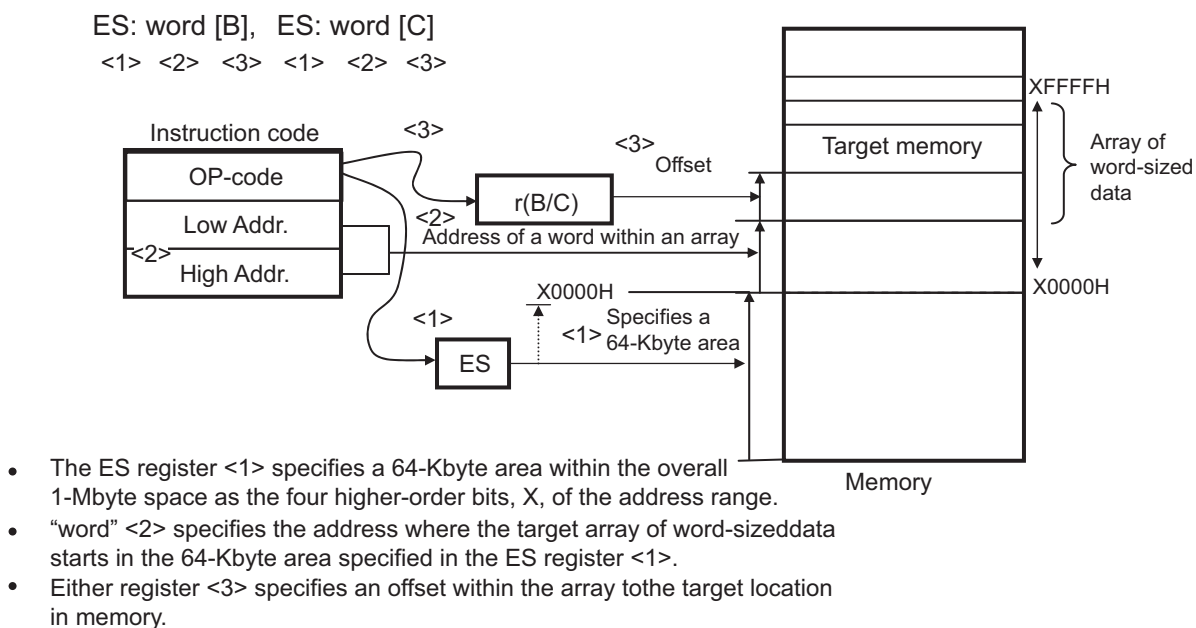 ES: word [B], ES: word [C]
<1> <2> <3> <1> <2> <3>
XFFFFH
Instruction code
<3>
<3>
Offset
Target memory
Array of
word-sized
data
OP-code
r(B/C)
Low Addr.
<2>
Address of a word within an array
<2>
High Addr.
X0000H
X0000H
<1>
<1>
Specifies a
64-Kbyte area
ES
Memory
• The ES register <1> specifies a 64-Kbyte area within the overall
1-Mbyte space as the four higher-order bits, X, of the address range.
• “word” <2> specifies the address where the target array of word-sizeddata
starts in the 64-Kbyte area specified in the ES register <1>.
• Either register <3> specifies an offset within the array tothe target location
in memory.